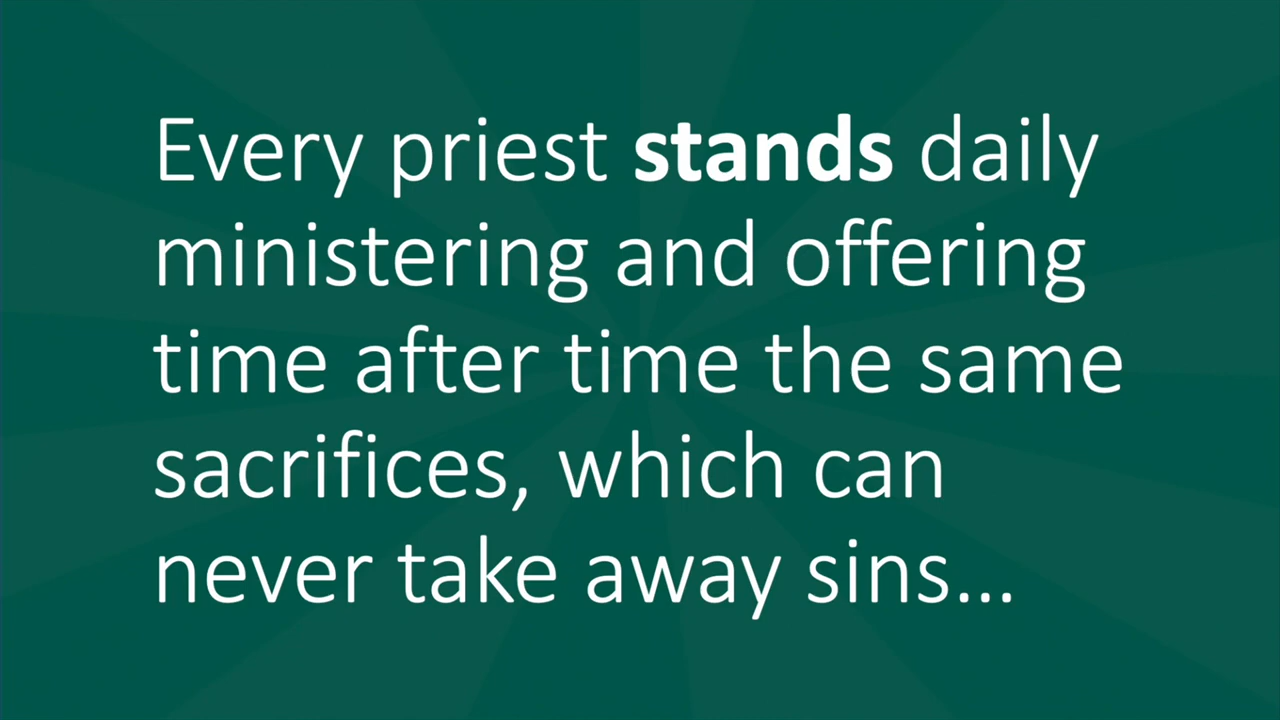 Every priest stands daily
ministering and offering
time after time the same
sacrifices, which can
never take away sins...